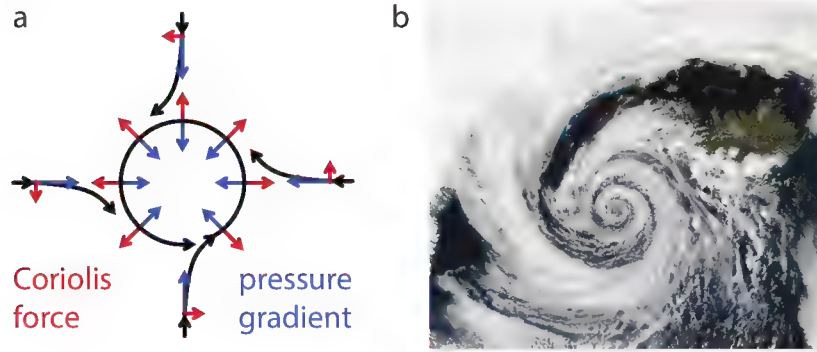 a
b
Coriolis
force
pressure
gradient